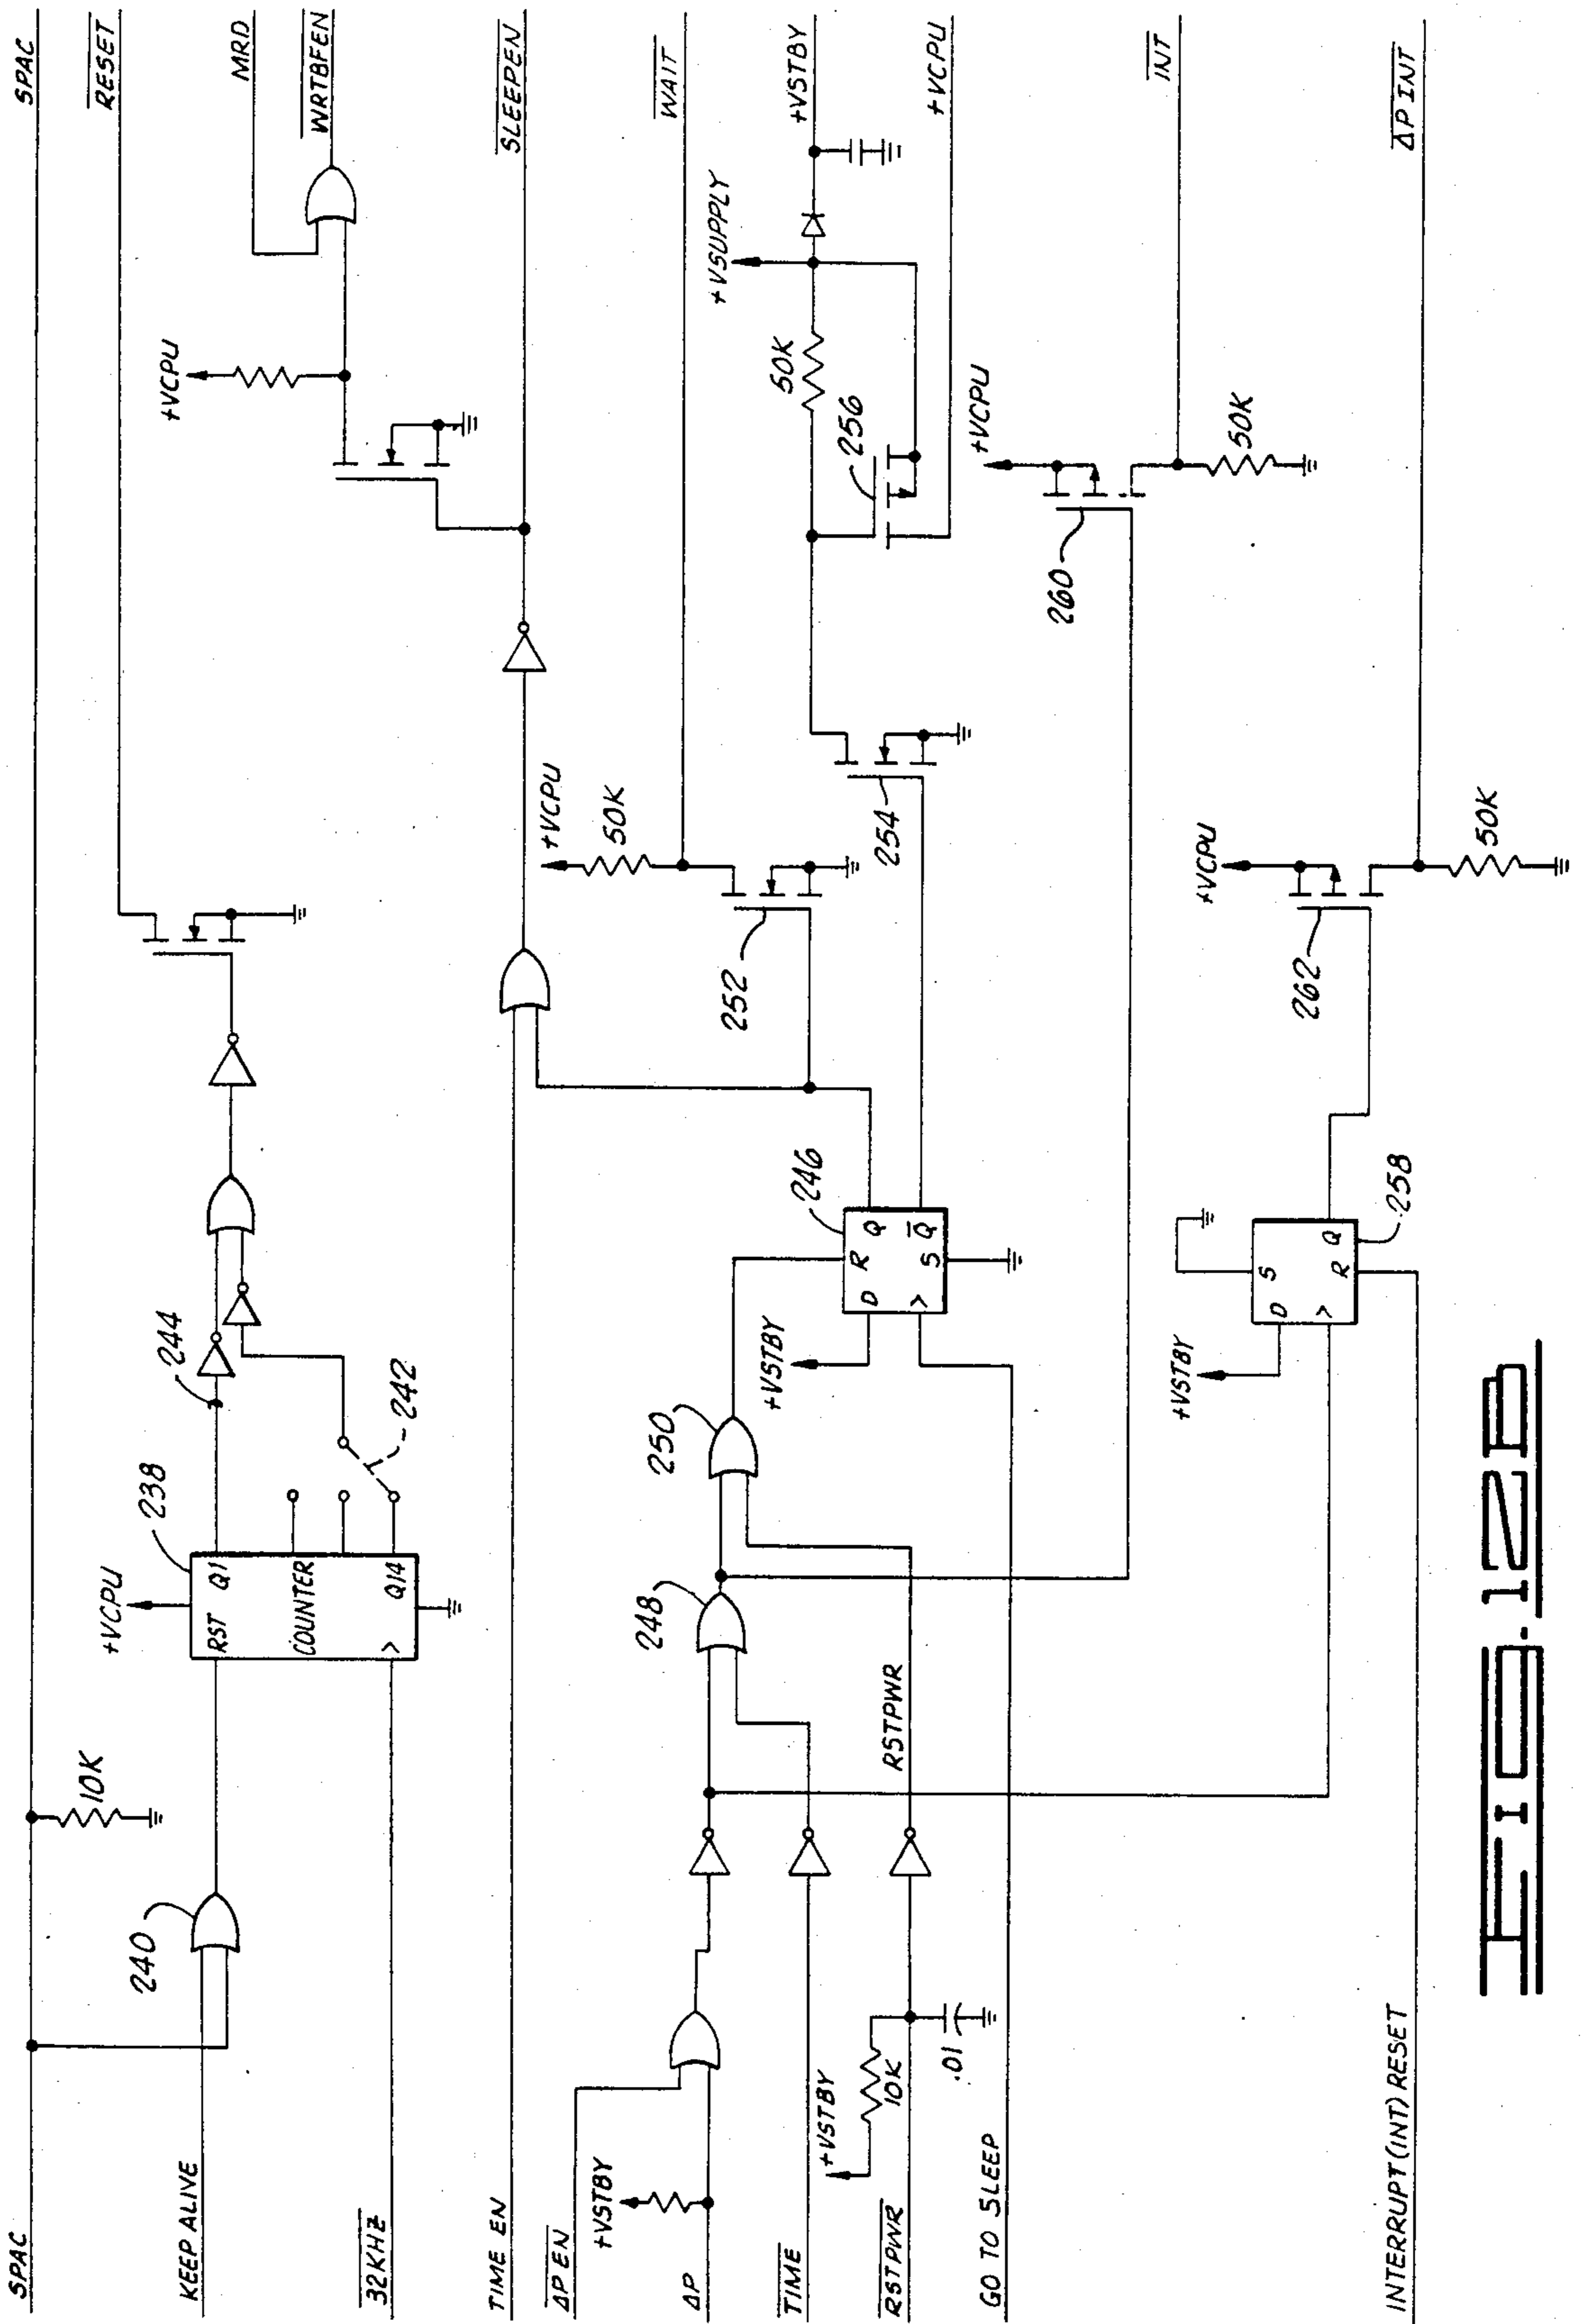 SPAC
SPAC
RESET
MRD
WRTBFEN
+VCPU
SLEEPEN
10K
240
KEEP ALIVE
32KHZ
+VCPU
238
RST Q1
COUNTER
> Q14
244
242
TIME EN
ΔP EN
+VSTBY
ΔP
TIME
+VSTBY
10K
.01
RSTPWR
RSTPWR
GO TO SLEEP
248
250
+VSTBY
246
D R Q
> S Q
+VCPU
50K
252
WAIT
254
50K
256
+VSUPPLY
+VSTBY
+VCPU
+VCPU
260
50K
INT
INTERRUPT (INT) RESET
+VSTBY
D S
> R Q
258
+VCPU
262
50K
ΔP INT
FIG. 12B